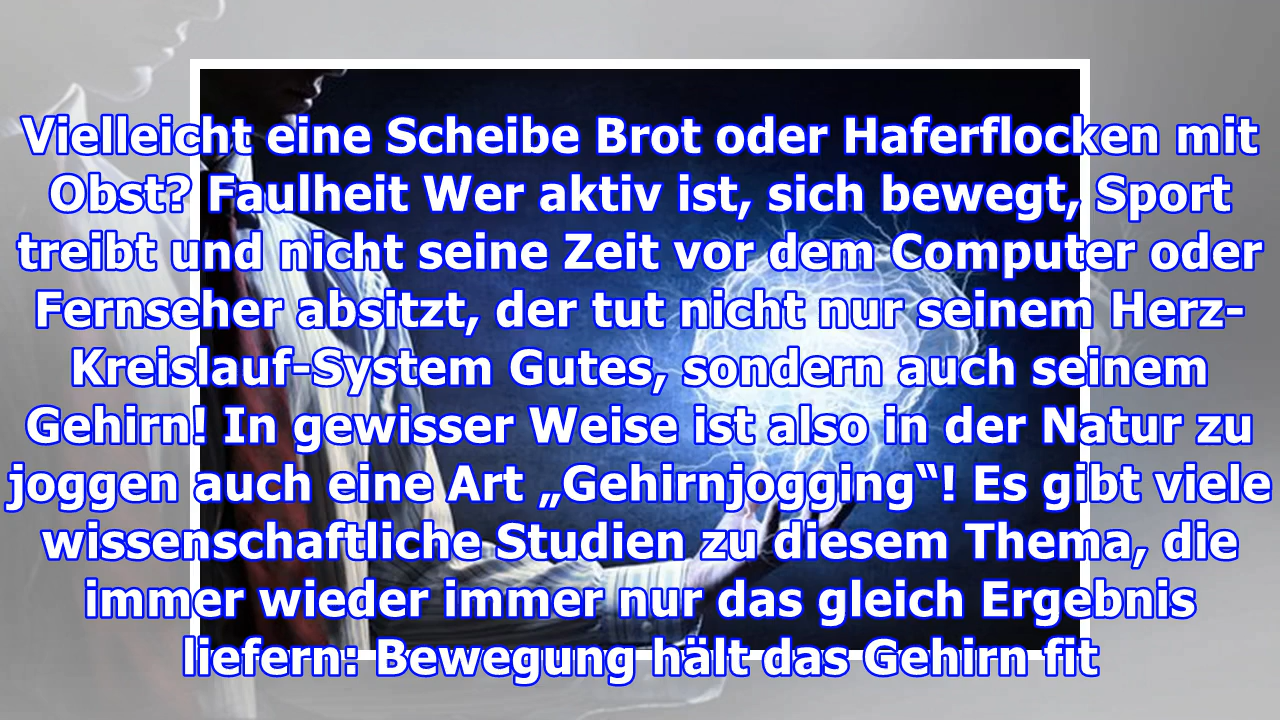 Vielleicht eine Scheibe Brot oder Haferflocken mit
Obst? Faulheit Wer aktiv ist, sich bewegt, Sport
treibt und nicht seine Zeit vor dem Computer oder
Fernseher absitzt, der tut nicht nur seinem Herz-
Kreislauf-System Gutes, sondern auch seinem
Gehirn! In gewisser Weise ist also in der Natur zu
joggen auch eine Art „Gehirnjogging“! Es gibt viele
wissenschaftliche Studien zu diesem Thema, die
immer wieder immer nur das gleich Ergebnis
liefern: Bewegung hält das Gehirn fit